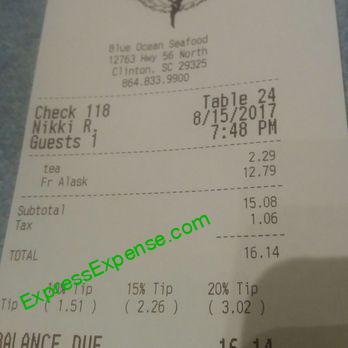 Blue Ocean Seafood
12763 Hwy 56 North
Clinton, SC 29325
864.833.9900
Check 118 Table 24
Nikki R. 8/15/2017
Guests 1 7:48 PM
tea 2.29
Fr Alask 12.79
Subtotal 15.08
Tax 1.06
TOTAL 16.14
10% Tip 15% Tip 20% Tip
Tip ( 1.51 ) ( 2.26 ) ( 3.02 )
BALANCE DUE 16.14
ExpressExpense.com